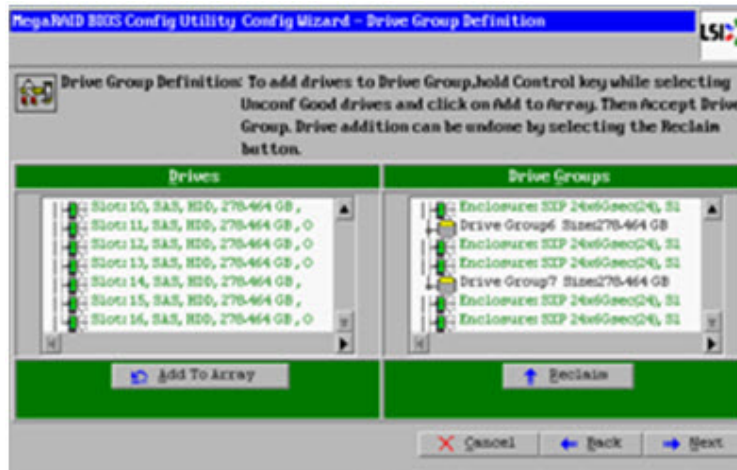 MegaRAID BIOS Config Utility Config Wizard - Drive Group Definition
LSI
Drive Group Definition: To add drives to Drive Group,hold Control key while selecting
Unconf Good drives and click on Add to Array. Then Accept Drive
Group. Drive addition can be undone by selecting the Reclaim
button.
Drives
Slot: 10, SAS, HDD, 278.464 GB,
Slot: 11, SAS, HDD, 278.464 GB, O
Slot: 12, SAS, HDD, 278.464 GB, O
Slot: 13, SAS, HDD, 278.464 GB, O
Slot: 14, SAS, HDD, 278.464 GB,
Slot: 15, SAS, HDD, 278.464 GB,
Slot: 16, SAS, HDD, 278.464 GB, O
Add To Array
Drive Groups
Enclosure: SXP 24x6Gsec(24), Sl
Drive Group6 Size:278.464 GB
Enclosure: SXP 24x6Gsec(24), Sl
Enclosure: SXP 24x6Gsec(24), Sl
Drive Group7 Size:278.464 GB
Enclosure: SXP 24x6Gsec(24), Sl
Enclosure: SXP 24x6Gsec(24), Sl
Reclaim
Cancel
Back
Next